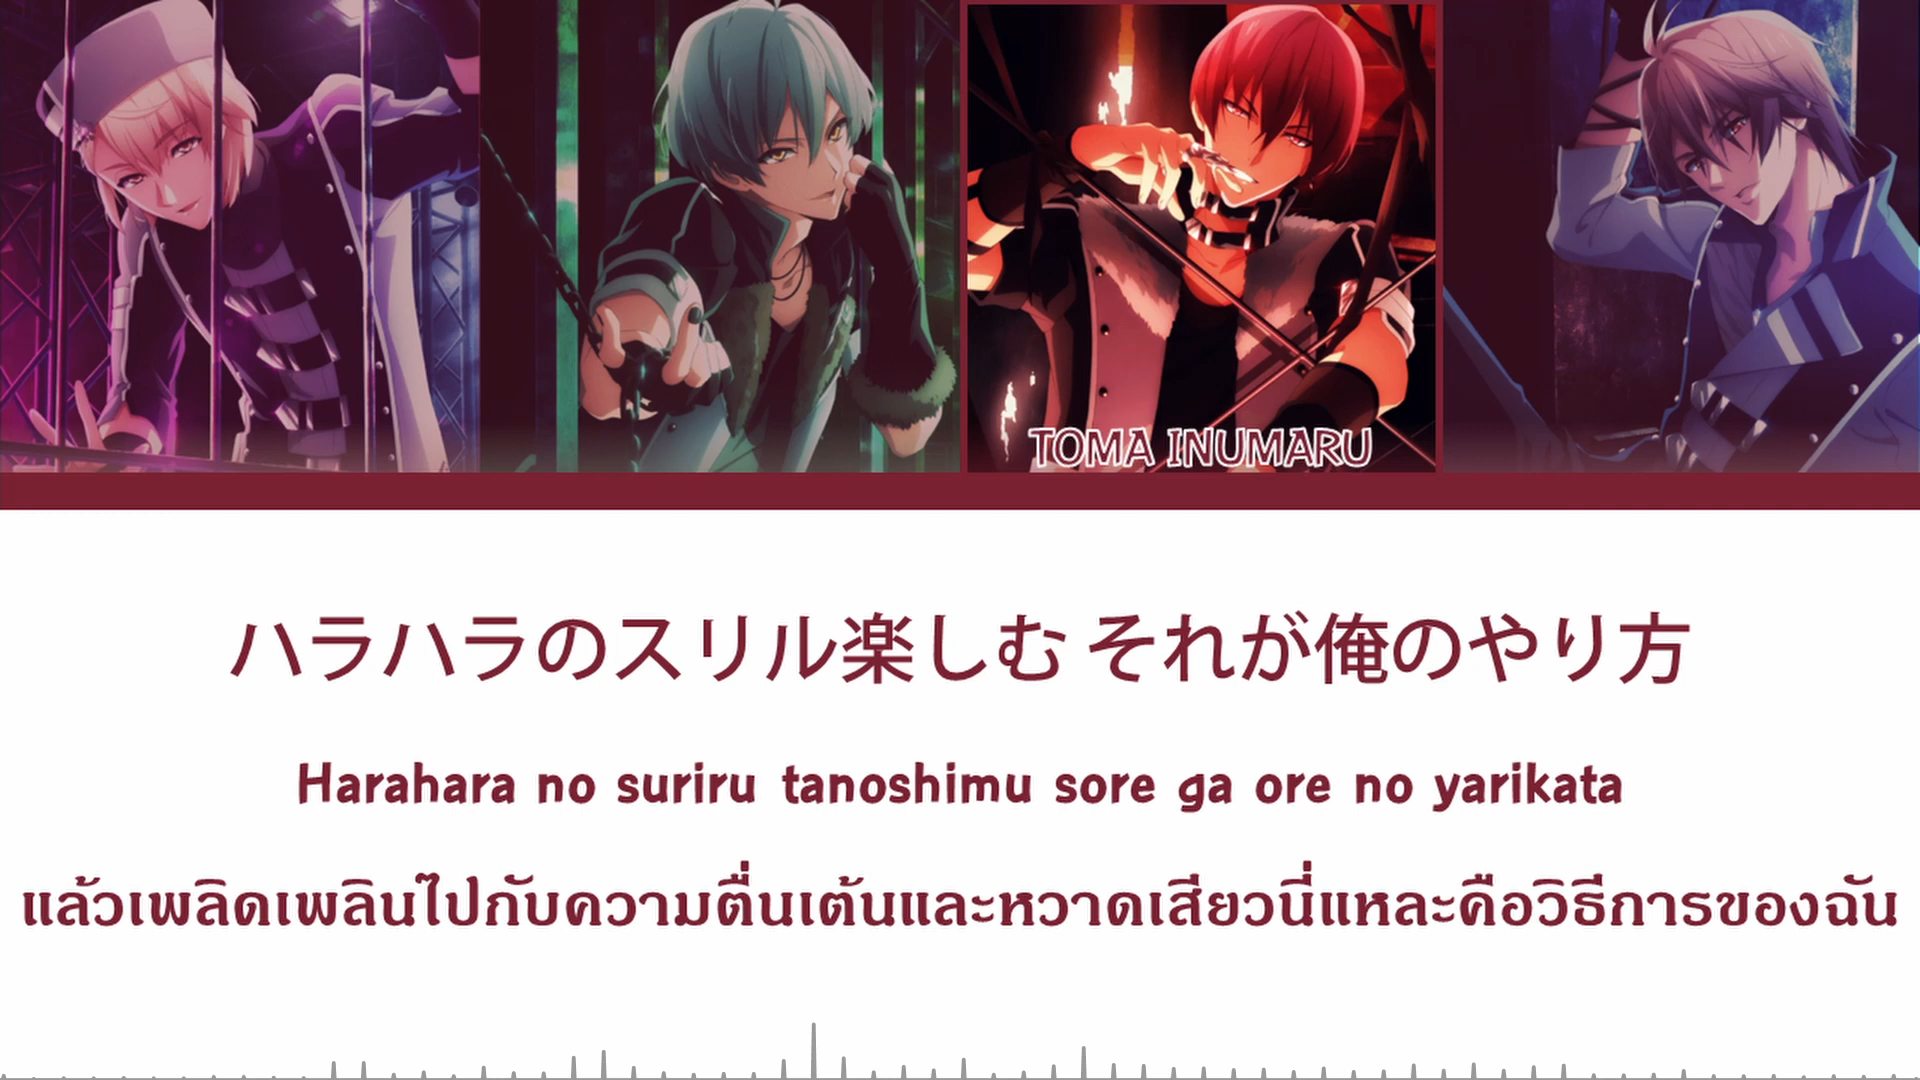 TOMA INUMARU
ハラハラのスリル楽しむ それが俺のやり方
Harahara no suriru tanoshimu sore ga ore no yarikata
แล้วเพลิดเพลินไปกับความตื่นเต้นและหวาดเสียวนี่แหละคือวิธีการของฉัน